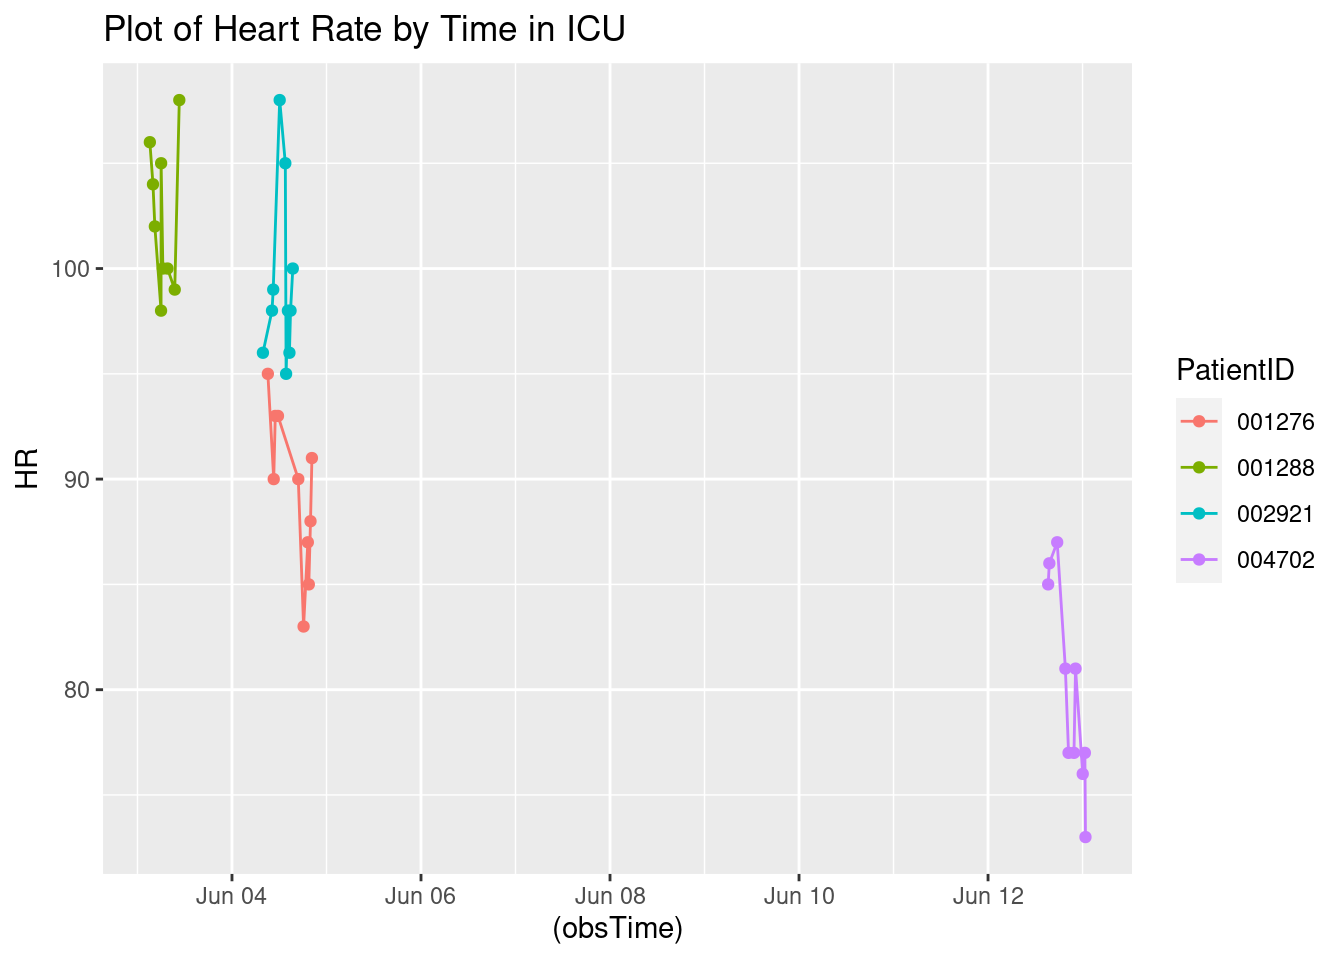 Plot of Heart Rate by Time in ICU
HR
100
90
80
Jun 04
Jun 06
Jun 08
Jun 10
Jun 12
(obsTime)
PatientID
001276
001288
002921
004702